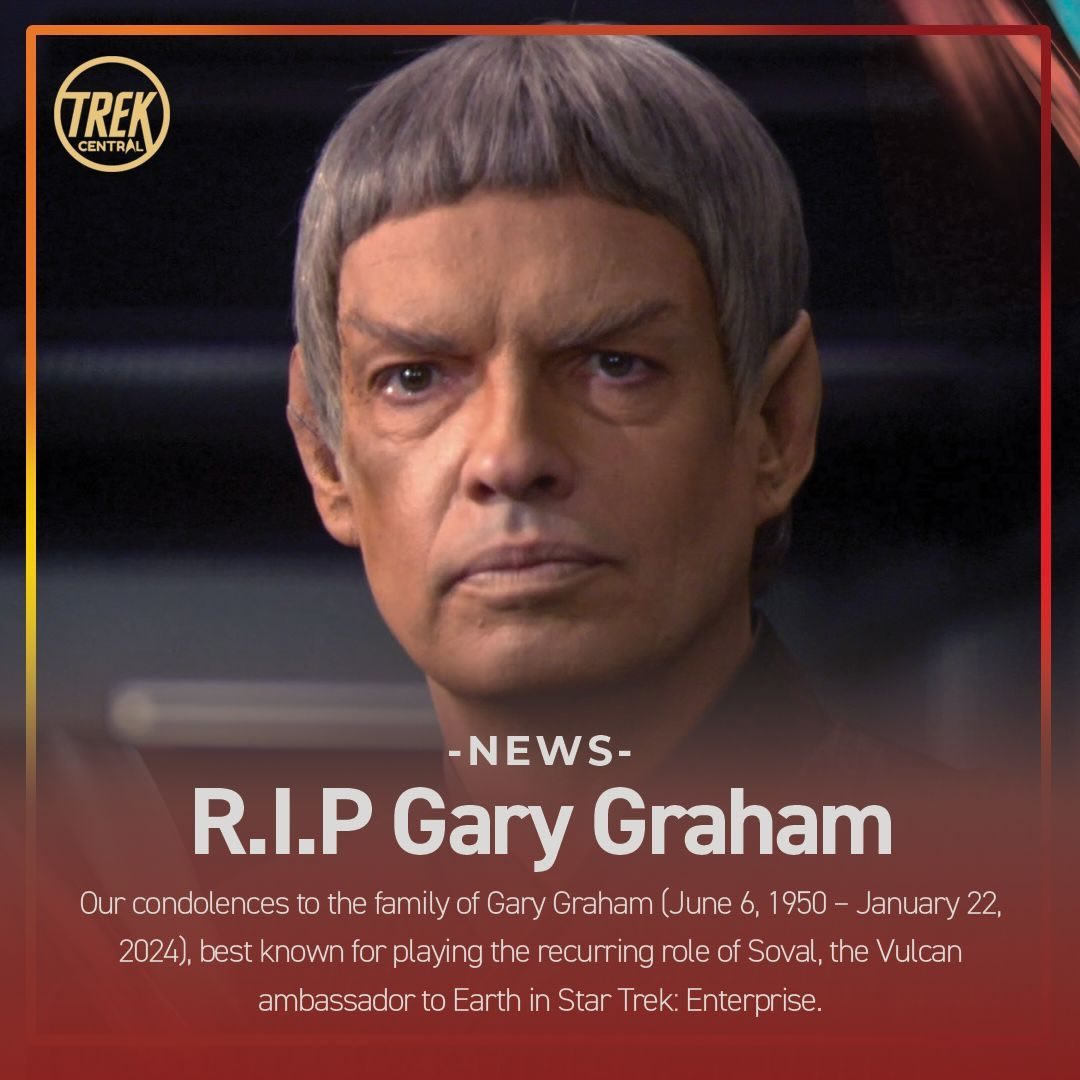 TREK
CENTRAL
-NEWS-
R.I.P Gary Graham
Our condolences to the family of Gary Graham (June 6, 1950 – January 22,
2024), best known for playing the recurring role of Soval, the Vulcan
ambassador to Earth in Star Trek: Enterprise.